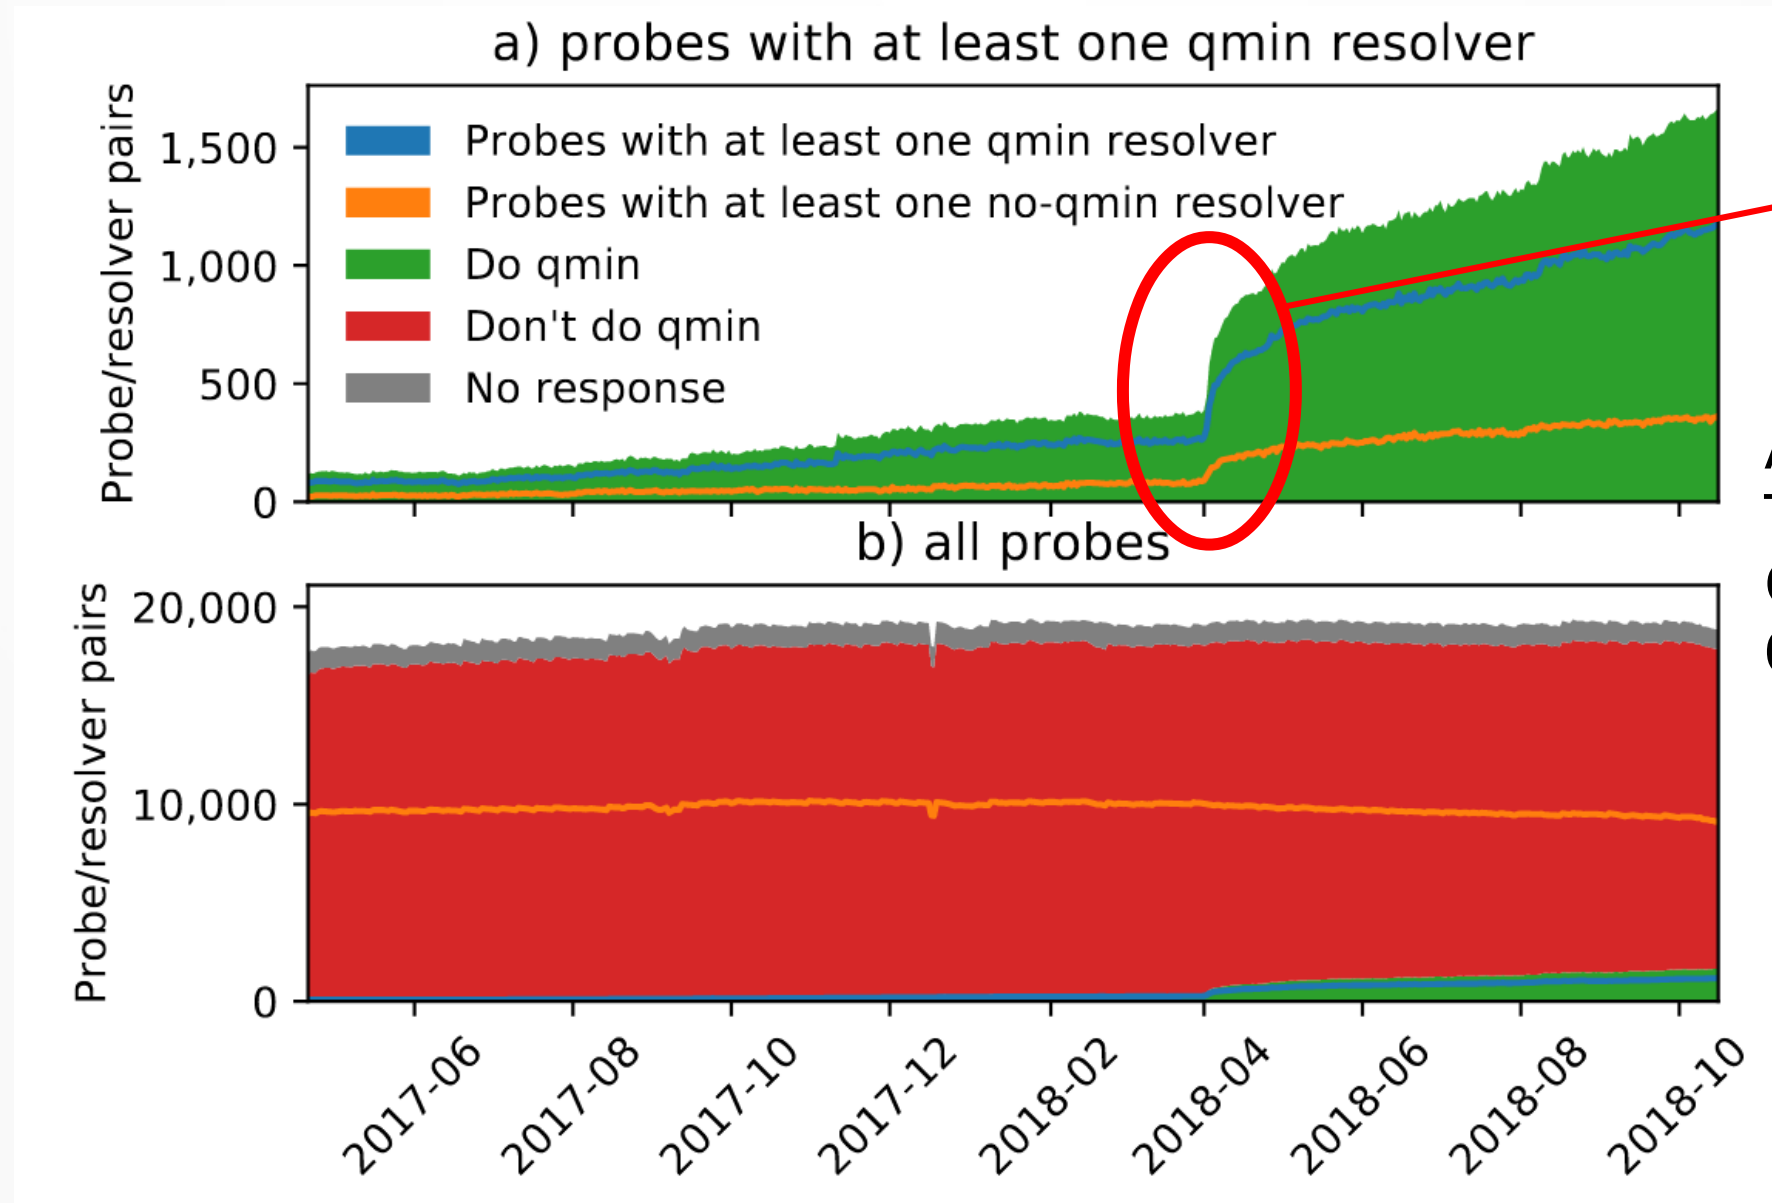 a) probes with at least one qmin resolver
Probe/resolver pairs
1,500
1,000
500
0
Probes with at least one qmin resolver
Probes with at least one no-qmin resolver
Do qmin
Don't do qmin
No response
b) all probes
Probe/resolver pairs
20,000
10,000
0
2017-06
2017-08
2017-10
2017-12
2018-02
2018-04
2018-06
2018-08
2018-10